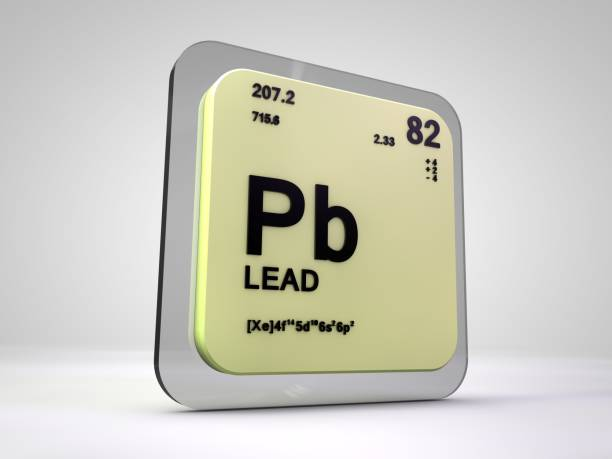 207.2 82
715.6 2.33
+4
+2
-4
Pb
LEAD
[Xe]4f¹⁴5d¹⁰6s²6p²